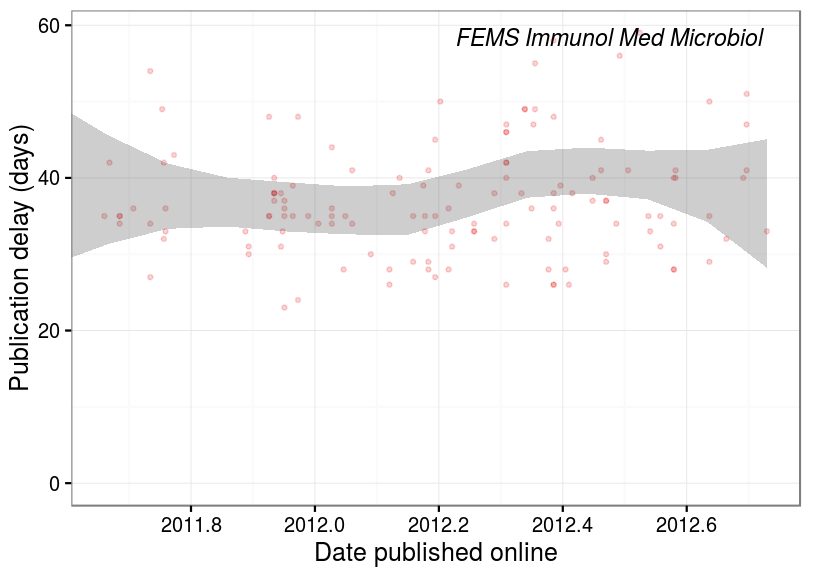 FEMS Immunol Med Microbiol
Publication delay (days)
60
40
20
0
2011.8 2012.0 2012.2 2012.4 2012.6
Date published online